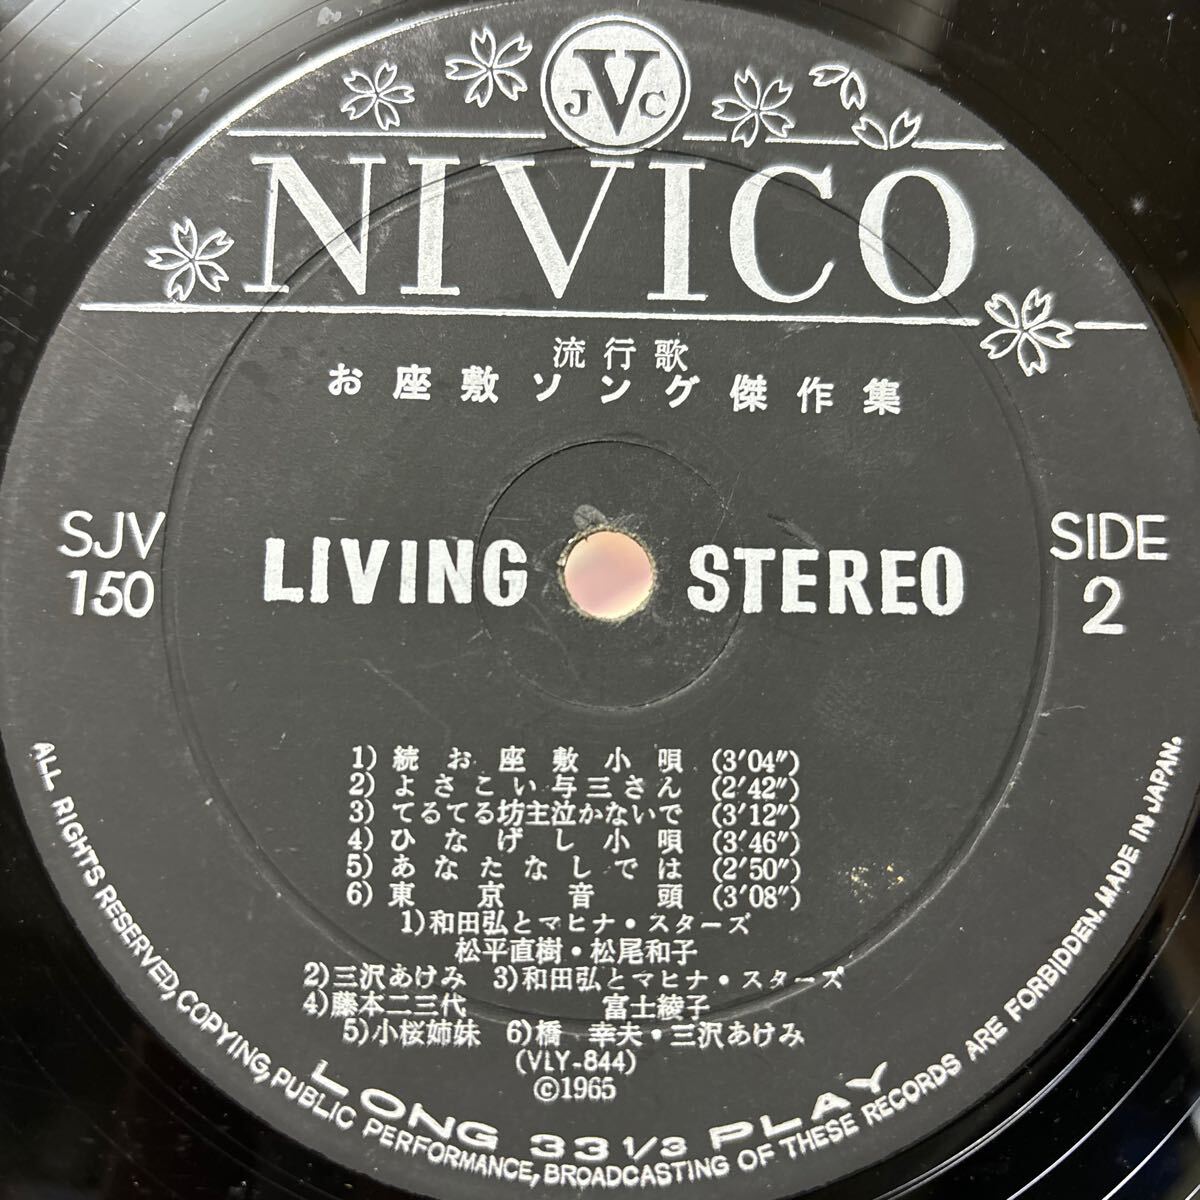 JVC
NIVICO
流行歌
お座敷ソング傑作集
SJV
150
LIVING STEREO
SIDE
2
1) 続お座敷小唄 (3′04″)
2) よさこい与三さん (2′42″)
3) てるてる坊主泣かないで (3′12″)
4) ひなげし小唄 (3′46″)
5) あなたなしでは (2′50″)
6) 東京音頭 (3′08″)
1)和田弘とマヒナ・スターズ
松平直樹・松尾和子
2)三沢あけみ 3)和田弘とマヒナ・スターズ
4)藤本二三代 富士綾子
5)小桜姉妹 6)橋 幸夫・三沢あけみ
(VLY-844)
©1965
LONG 33 1/3 PLAY
ALL RIGHTS RESERVED, COPYING, PUBLIC PERFORMANCE, BROADCASTING OF THESE RECORDS ARE FORBIDDEN. MADE IN JAPAN.